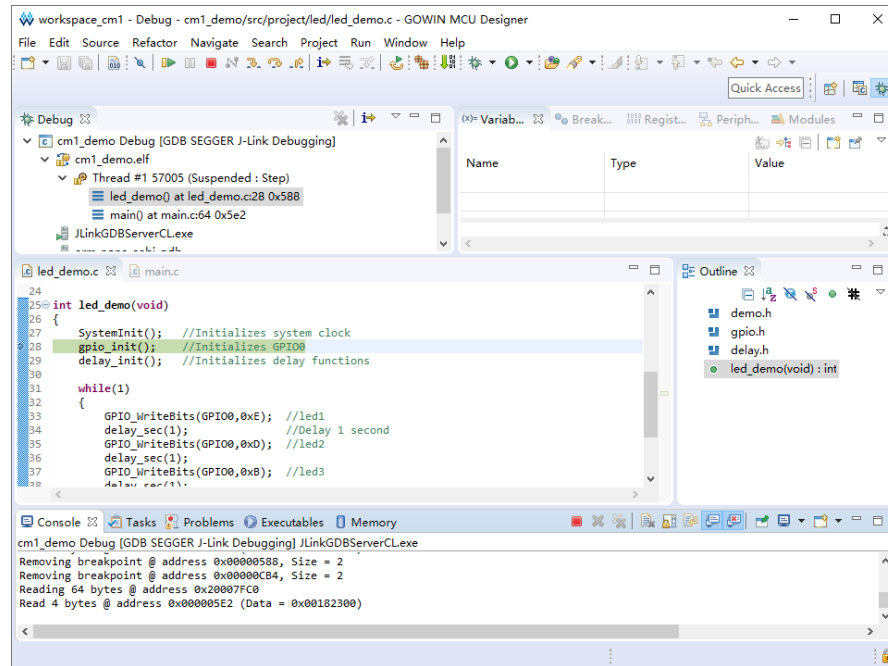 workspace_cm1 - Debug - cm1_demo/src/project/led/led_demo.c - GOWIN MCU Designer
File Edit Source Refactor Navigate Search Project Run Window Help
Quick Access
Debug
cm1_demo Debug [GDB SEGGER J-Link Debugging]
cm1_demo.elf
Thread #1 57005 (Suspended : Step)
led_demo() at led_demo.c:28 0x588
main() at main.c:64 0x5e2
JLinkGDBServerCL.exe
(x)= Variab... Break... Regist... Periph... Modules
Name Type Value
led_demo.c main.c
24
25 int led_demo(void)
26 {
27 SystemInit(); //Initializes system clock
28 gpio_init(); //Initializes GPIO0
29 delay_init(); //Initializes delay functions
30
31 while(1)
32 {
33 GPIO_WriteBits(GPIO0,0xE); //led1
34 delay_sec(1); //Delay 1 second
35 GPIO_WriteBits(GPIO0,0xD); //led2
36 delay_sec(1);
37 GPIO_WriteBits(GPIO0,0xB); //led3
38 delay_sec(1);
Outline
demo.h
gpio.h
delay.h
led_demo(void) : int
Console Tasks Problems Executables Memory
cm1_demo Debug [GDB SEGGER J-Link Debugging] JLinkGDBServerCL.exe
Removing breakpoint @ address 0x00000588, Size = 2
Removing breakpoint @ address 0x00000CB4, Size = 2
Reading 64 bytes @ address 0x20007FC0
Read 4 bytes @ address 0x000005E2 (Data = 0x00182300)